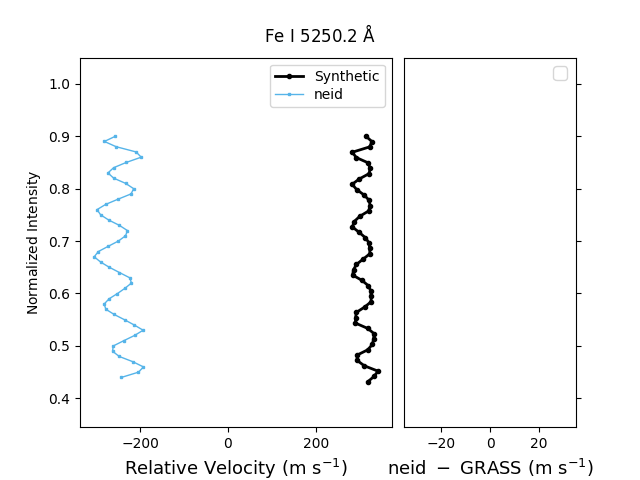 Fe I 5250.2 Å
Synthetic
neid
1.0
0.9
0.8
0.7
0.6
0.5
0.4
Normalized Intensity
−200
0
200
−20
0
20
Relative Velocity (m s⁻¹)
neid − GRASS (m s⁻¹)